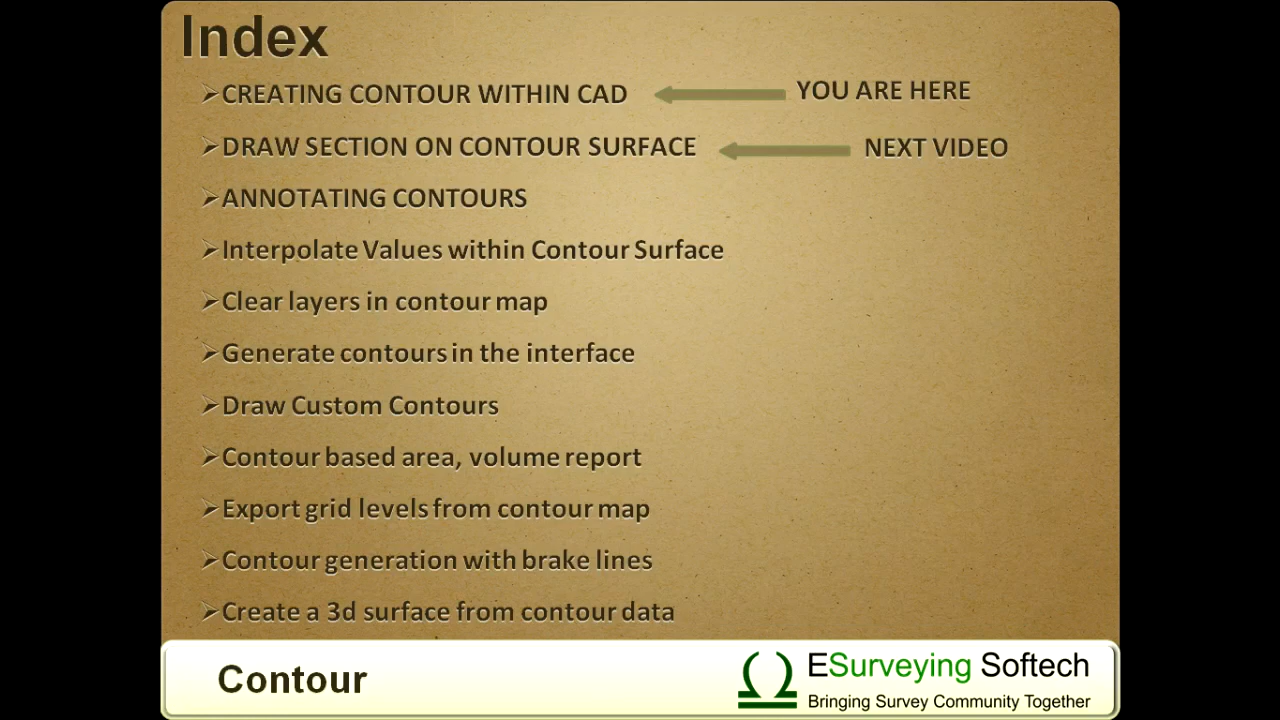 Index
➢CREATING CONTOUR WITHIN CAD YOU ARE HERE
➢DRAW SECTION ON CONTOUR SURFACE NEXT VIDEO
➢ANNOTATING CONTOURS
➢Interpolate Values within Contour Surface
➢Clear layers in contour map
➢Generate contours in the interface
➢Draw Custom Contours
➢Contour based area, volume report
➢Export grid levels from contour map
➢Contour generation with brake lines
➢Create a 3d surface from contour data
Contour
ESurveying Softech
Bringing Survey Community Together